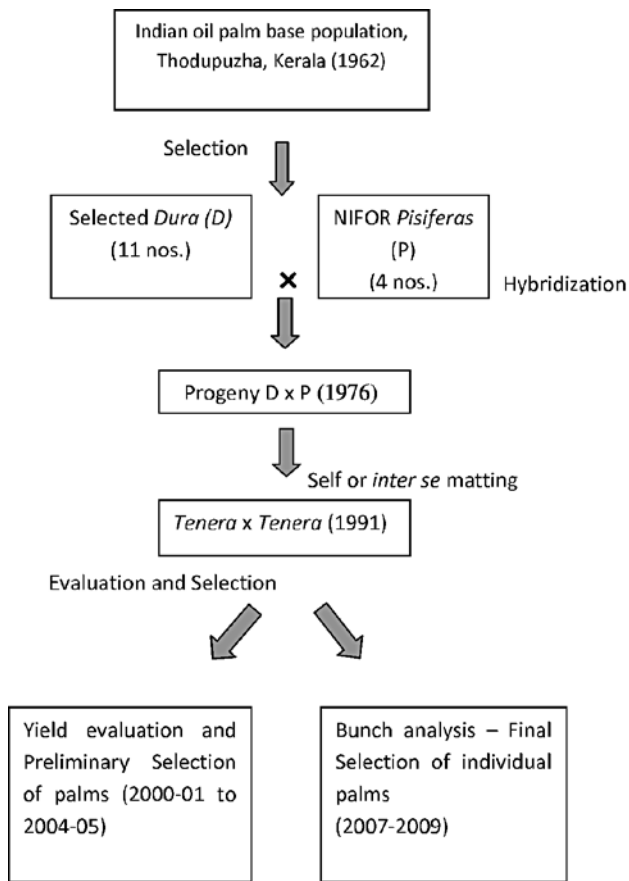 Indian oil palm base population,
Thodupuzha, Kerala (1962)
Selection
Selected Dura (D)
(11 nos.)
×
NIFOR Pisiferas
(P)
(4 nos.)
Hybridization
Progeny D x P (1976)
Self or inter se matting
Tenera x Tenera (1991)
Evaluation and Selection
Yield evaluation and
Preliminary Selection
of palms (2000-01 to
2004-05)
Bunch analysis – Final
Selection of individual
palms
(2007-2009)